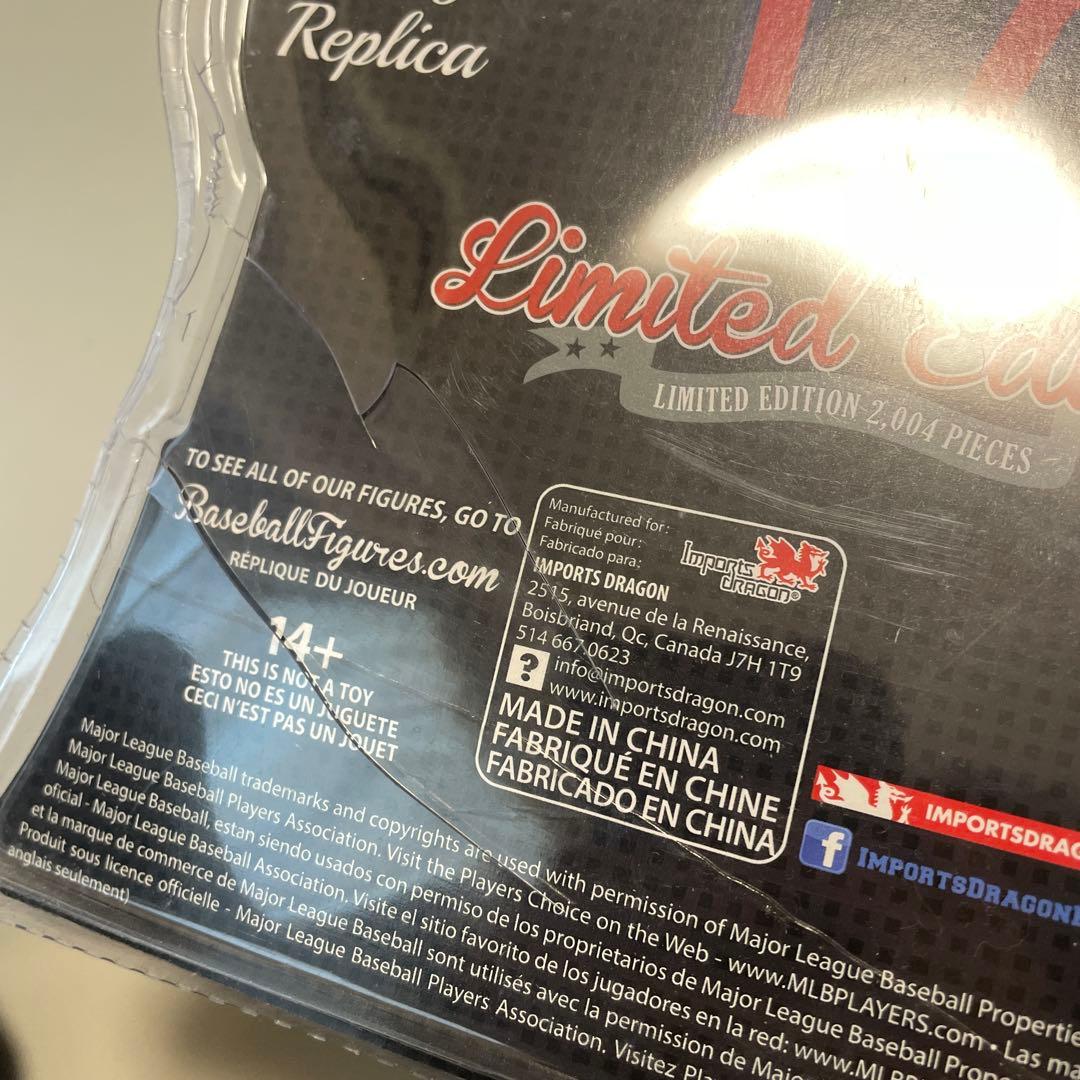 Replica
17
Limited Ed
LIMITED EDITION 2,004 PIECES
TO SEE ALL OF OUR FIGURES, GO TO
BaseballFigures.com
RÉPLIQUE DU JOUEUR
14+
THIS IS NOT A TOY
ESTO NO ES UN JUGUETE
CECI N'EST PAS UN JOUET
Manufactured for:
Fabriqué pour:
Fabricado para:
Imports
DRAGON®
IMPORTS DRAGON
2515, avenue de la Renaissance,
Boisbriand, Qc, Canada J7H 1T9
514 667 0623
? info@importsdragon.com
www.importsdragon.com
MADE IN CHINA
FABRIQUÉ EN CHINE
FABRICADO EN CHINA
IMPORTSDRAG
f IMPORTSDRAGON
Major League Baseball trademarks and copyrights are used with permission of Major League Baseball Propertie
Major League Baseball Players Association. Visit the Players Choice on the Web - www.MLBPLAYERS.com • Las ma
Major League Baseball, estan siendo usados con permiso de los proprietarios de Major League Baseball Prop
oficial - Major League Baseball Association. Visite el sitio favorito de los jugadores en la red: www.MLB
et la marque de commerce de Major League Baseball sont utilisés avec la permission de Majo
Produit sous licence officielle - Major League Baseball Players Association. Visitez Pla
anglais seulement)